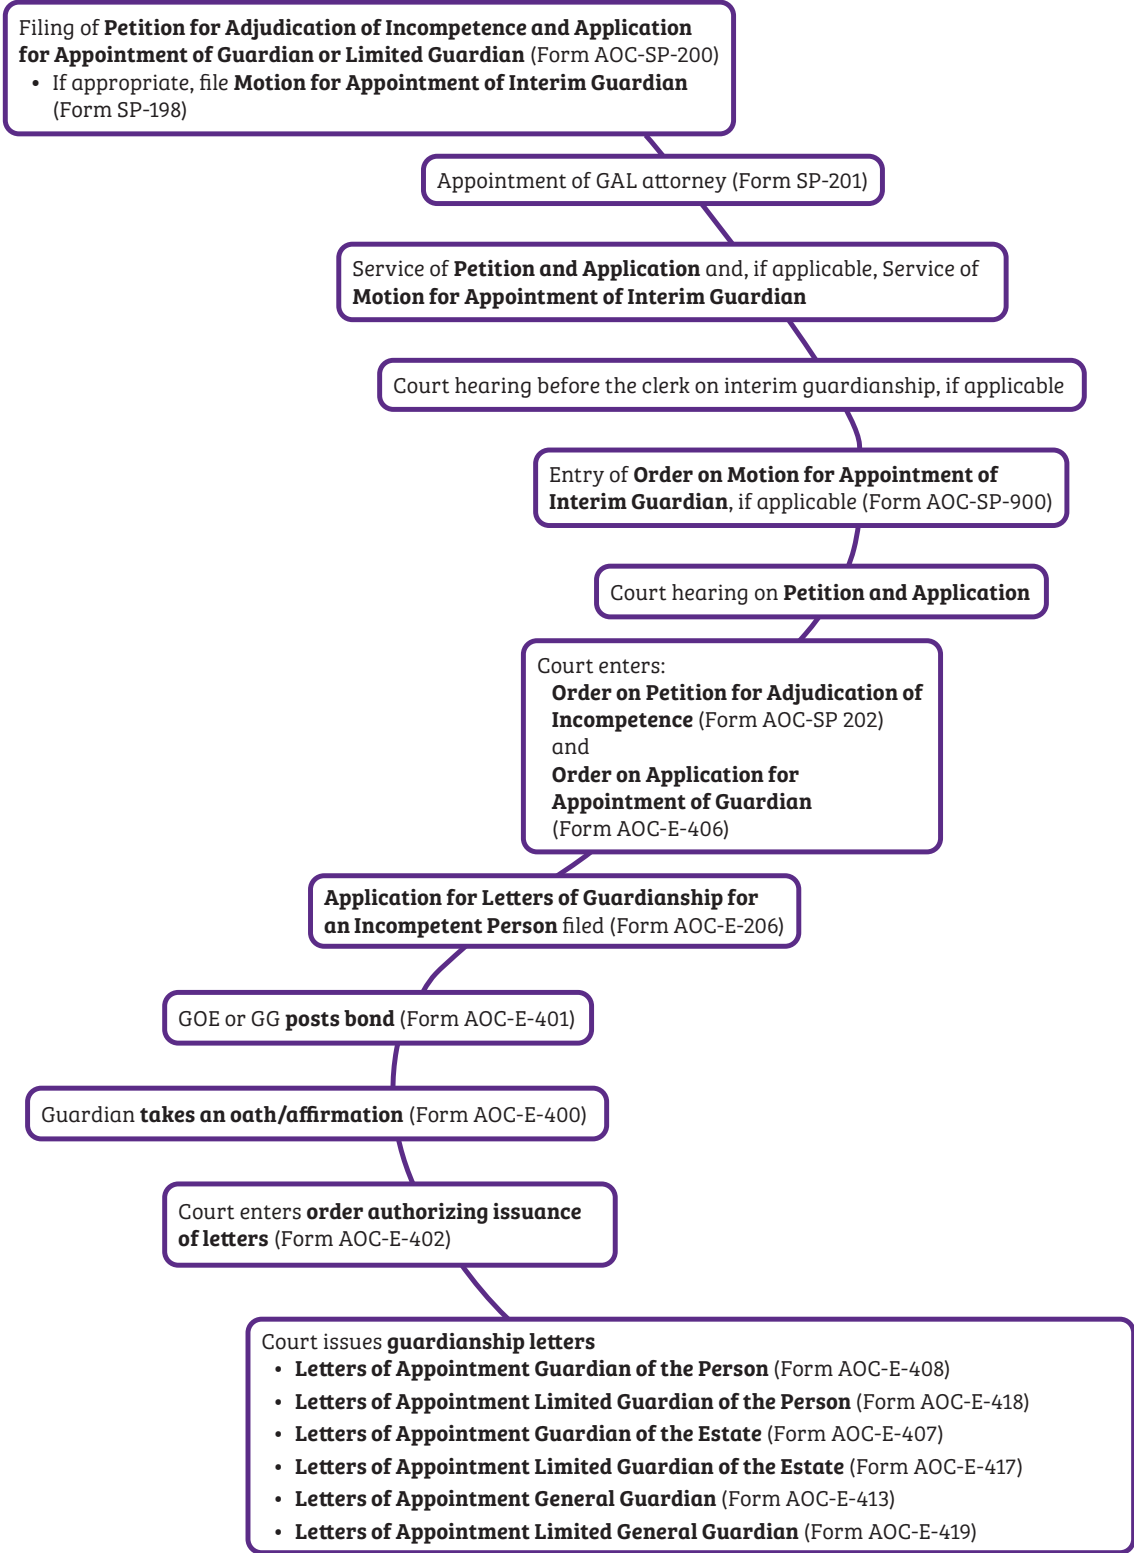 Filing of Petition for Adjudication of Incompetence and Application
for Appointment of Guardian or Limited Guardian (Form AOC-SP-200)
• If appropriate, file Motion for Appointment of Interim Guardian
(Form SP-198)
Appointment of GAL attorney (Form SP-201)
Service of Petition and Application and, if applicable, Service of
Motion for Appointment of Interim Guardian
Court hearing before the clerk on interim guardianship, if applicable
Entry of Order on Motion for Appointment of
Interim Guardian, if applicable (Form AOC-SP-900)
Court hearing on Petition and Application
Court enters:
Order on Petition for Adjudication of
Incompetence (Form AOC-SP 202)
and
Order on Application for
Appointment of Guardian
(Form AOC-E-406)
Application for Letters of Guardianship for
an Incompetent Person filed (Form AOC-E-206)
GOE or GG posts bond (Form AOC-E-401)
Guardian takes an oath/affirmation (Form AOC-E-400)
Court enters order authorizing issuance
of letters (Form AOC-E-402)
Court issues guardianship letters
• Letters of Appointment Guardian of the Person (Form AOC-E-408)
• Letters of Appointment Limited Guardian of the Person (Form AOC-E-418)
• Letters of Appointment Guardian of the Estate (Form AOC-E-407)
• Letters of Appointment Limited Guardian of the Estate (Form AOC-E-417)
• Letters of Appointment General Guardian (Form AOC-E-413)
• Letters of Appointment Limited General Guardian (Form AOC-E-419)